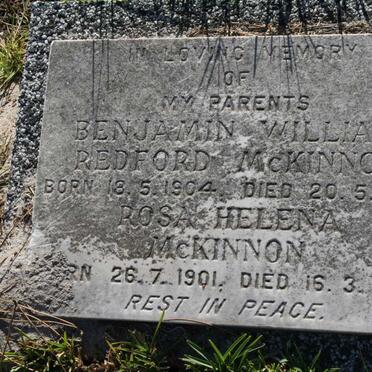 IN LOVING MEMORY
OF
MY PARENTS
BENJAMIN WILLIA
REDFORD McKINNO
BORN 18.5.1904. DIED 20.5.
ROSA HELENA
McKINNON
RN 26.7.1901. DIED 16.3.
REST IN PEACE.